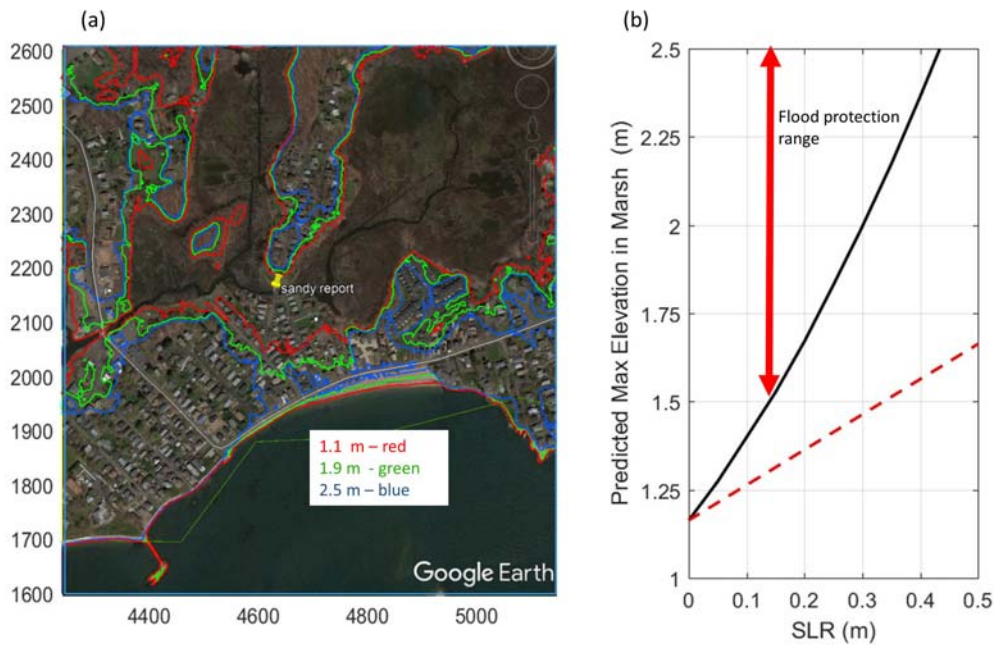 (a)
2600
2500
2400
2300
2200
2100
2000
1900
1800
1700
1600
4400
4600
4800
5000
sandy report
1.1 m – red
1.9 m - green
2.5 m – blue
Google Earth
(b)
Predicted Max Elevation in Marsh (m)
2.5
2.25
2
1.75
1.5
1.25
1
0
0.1
0.2
0.3
0.4
0.5
SLR (m)
Flood protection
range